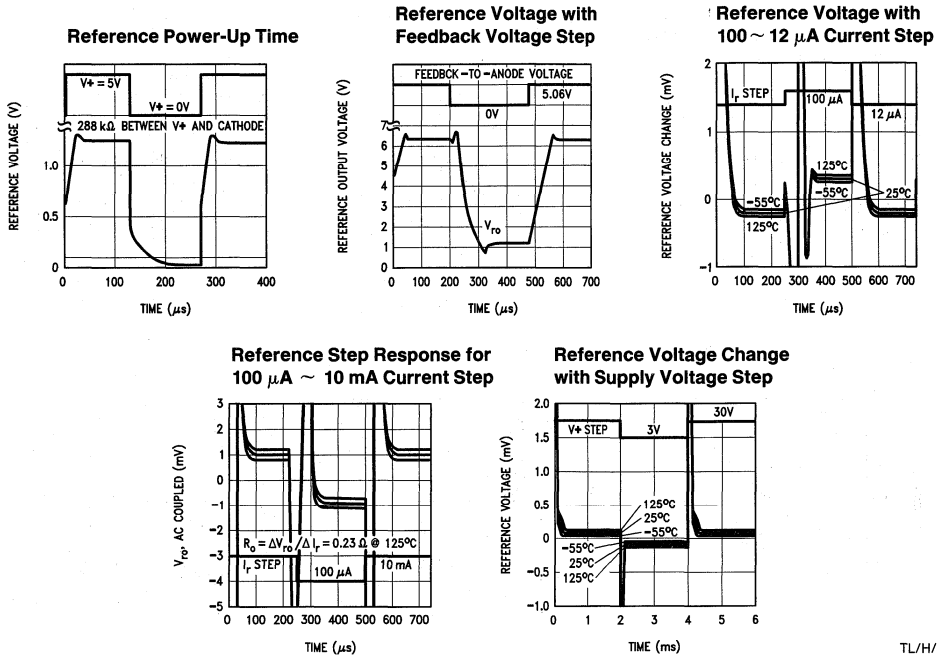 Reference Power-Up Time
REFERENCE VOLTAGE (V)
V+ = 5V
V+ = 0V
288 kΩ BETWEEN V+ AND CATHODE
1.0
0.5
0
0 100 200 300 400
TIME (μs)
Reference Voltage with
Feedback Voltage Step
REFERENCE OUTPUT VOLTAGE (V)
FEEDBCK -TO -ANODE VOLTAGE
5.06V
0V
7
6
5
4
3
2
1
0
Vro
0 100 200 300 400 500 600 700
TIME (μs)
Reference Voltage with
100 ~ 12 μA Current Step
REFERENCE VOLTAGE CHANGE (mV)
2
1
0
-1
Ir STEP
100 μA
12 μA
125°C
-55°C
-55°C
25°C
125°C
0 100 200 300 400 500 600 700
TIME (μs)
Reference Step Response for
100 μA ~ 10 mA Current Step
Vro, AC COUPLED (mV)
3
2
1
0
-1
-2
-3
-4
-5
Ro = ΔVro/Δ Ir = 0.23 Ω @ 125°C
Ir STEP
100 μA
10 mA
0 100 200 300 400 500 600 700
TIME (μs)
Reference Voltage Change
with Supply Voltage Step
REFERENCE VOLTAGE (mV)
2.0
1.5
1.0
0.5
0
-0.5
-1.0
V+ STEP
3V
30V
125°C
25°C
-55°C
-55°C
25°C
125°C
0 1 2 3 4 5 6
TIME (ms)
TL/H/